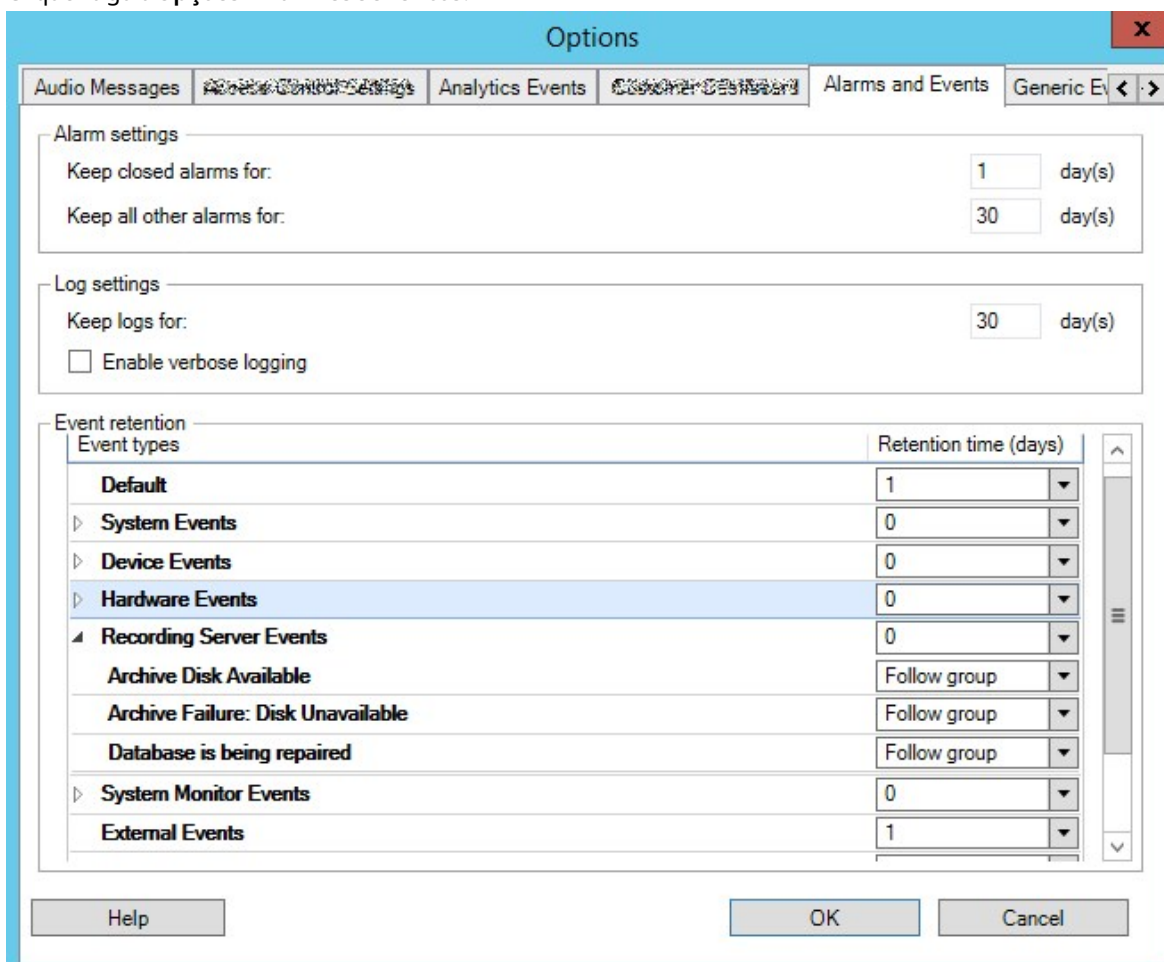 Options
x
Audio Messages
Analytics Events
Alarms and Events
Generic Ev
Alarm settings
Keep closed alarms for: 1 day(s)
Keep all other alarms for: 30 day(s)
Log settings
Keep logs for: 30 day(s)
Enable verbose logging
Event retention
Event types Retention time (days)
Default 1
System Events 0
Device Events 0
Hardware Events 0
Recording Server Events 0
Archive Disk Available Follow group
Archive Failure: Disk Unavailable Follow group
Database is being repaired Follow group
System Monitor Events 0
External Events 1
Help OK Cancel